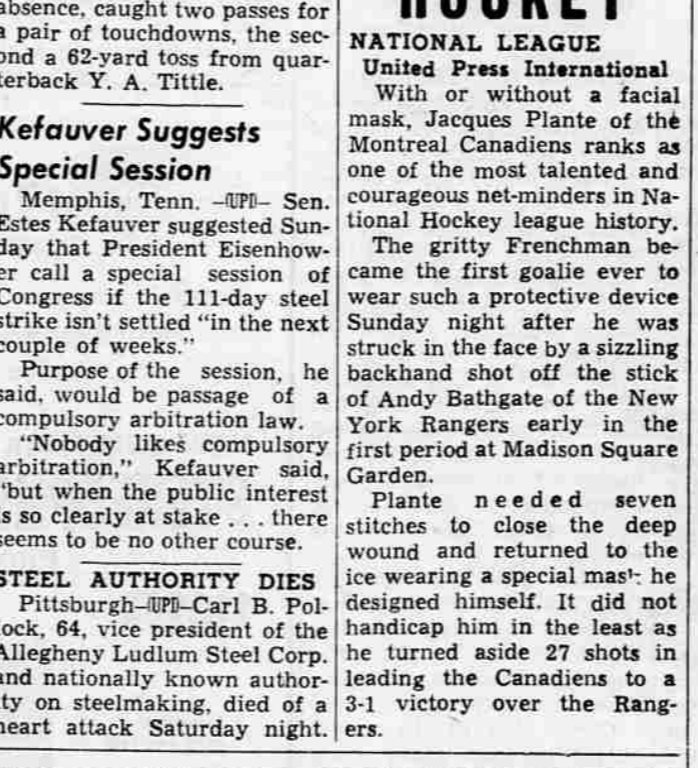 absence, caught two passes for
a pair of touchdowns, the sec-
ond a 62-yard toss from quar-
terback Y. A. Tittle.
Kefauver Suggests
Special Session
Memphis, Tenn. –(UPI)– Sen.
Estes Kefauver suggested Sun-
day that President Eisenhow-
er call a special session of
Congress if the 111-day steel
strike isn't settled "in the next
couple of weeks."
Purpose of the session, he
said, would be passage of a
compulsory arbitration law.
"Nobody likes compulsory
arbitration," Kefauver said,
"but when the public interest
is so clearly at stake . . . there
seems to be no other course.
STEEL AUTHORITY DIES
Pittsburgh–(UPI)–Carl B. Pol-
lock, 64, vice president of the
Allegheny Ludlum Steel Corp.
and nationally known author-
ity on steelmaking, died of a
heart attack Saturday night.
HOCKEY
NATIONAL LEAGUE
United Press International
With or without a facial
mask, Jacques Plante of the
Montreal Canadiens ranks as
one of the most talented and
courageous net-minders in Na-
tional Hockey league history.
The gritty Frenchman be-
came the first goalie ever to
wear such a protective device
Sunday night after he was
struck in the face by a sizzling
backhand shot off the stick
of Andy Bathgate of the New
York Rangers early in the
first period at Madison Square
Garden.
Plante needed seven
stitches to close the deep
wound and returned to the
ice wearing a special mask he
designed himself. It did not
handicap him in the least as
he turned aside 27 shots in
leading the Canadiens to a
3-1 victory over the Rang-
ers.